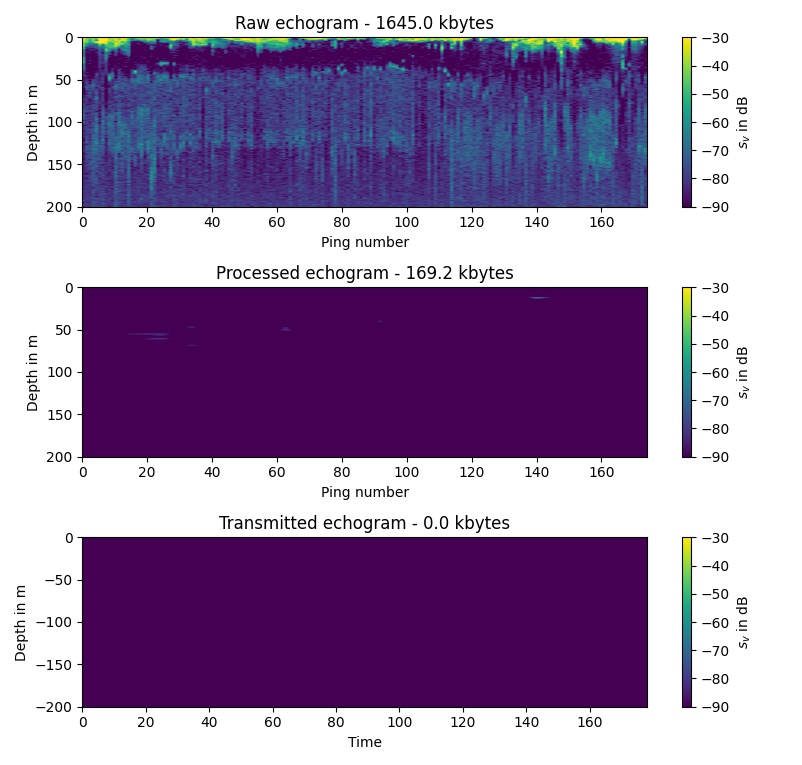 Raw echogram - 1645.0 kbytes
0
50
100
150
200
Depth in m
0 20 40 60 80 100 120 140 160
Ping number
−30
−40
−50
−60
−70
−80
−90
sv in dB
Processed echogram - 169.2 kbytes
0
50
100
150
200
Depth in m
0 20 40 60 80 100 120 140 160
Ping number
−30
−40
−50
−60
−70
−80
−90
sv in dB
Transmitted echogram - 0.0 kbytes
0
−50
−100
−150
−200
Depth in m
0 20 40 60 80 100 120 140 160
Time
−30
−40
−50
−60
−70
−80
−90
sv in dB